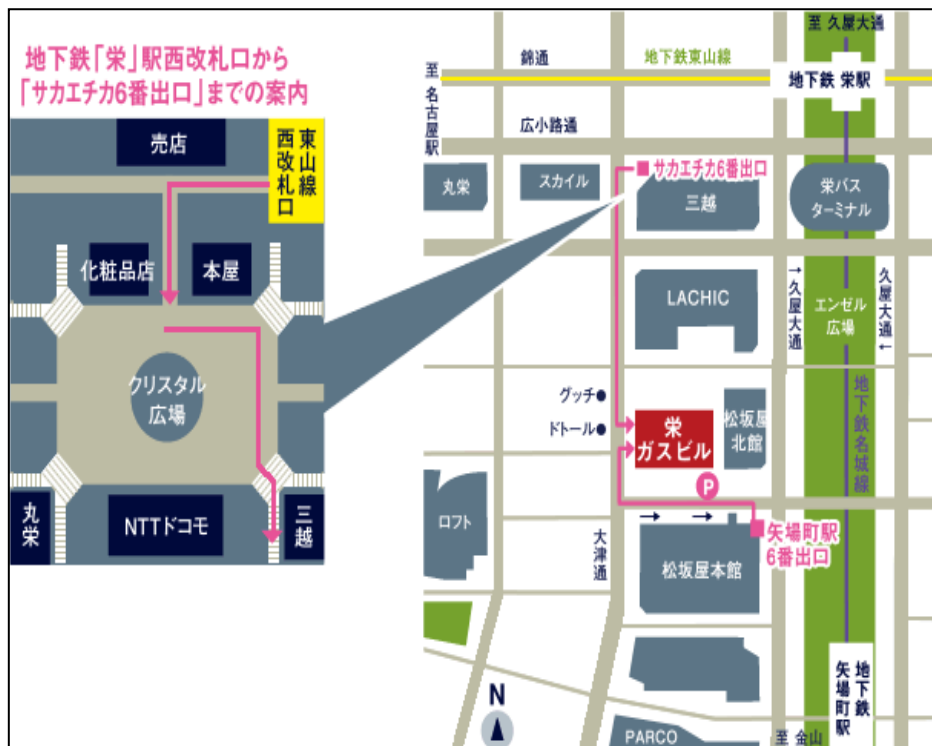 地下鉄「栄」駅西改札口から
「サカエチカ6番出口」までの案内
売店
東山線
西改札口
化粧品店
本屋
クリスタル
広場
丸栄
NTTドコモ
三越
至 久屋大通
錦通
地下鉄東山線
至 名古屋駅
地下鉄 栄駅
広小路通
サカエチカ6番出口
丸栄
スカイル
三越
栄バス
ターミナル
LACHIC
→久屋大通
エンゼル
広場
久屋大通←
グッチ
ドトール
栄
ガスビル
松坂屋
北館
地下鉄名城線
P
ロフト
→ →
矢場町駅
6番出口
大津通
松坂屋本館
地下鉄
矢場町駅
N
PARCO
至 金山